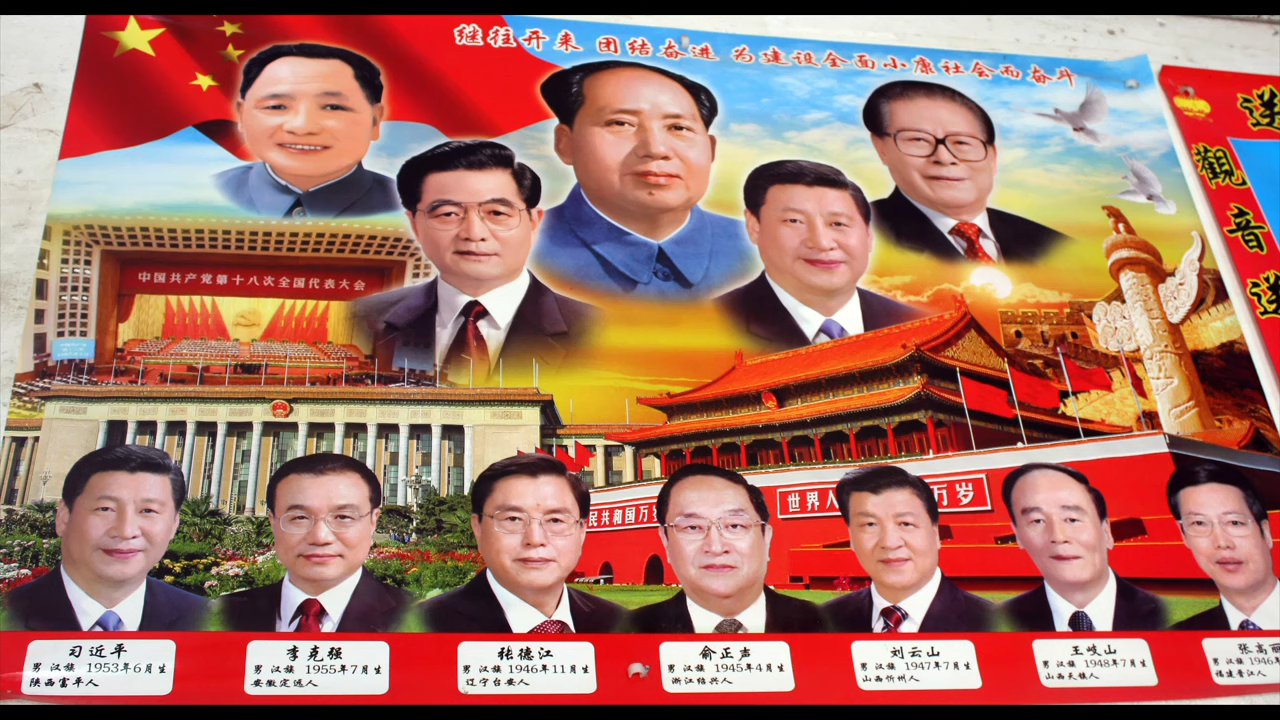 继往开来 团结奋进 为建设全面小康社会而奋斗
中国共产党第十八次全国代表大会
民共和国万
世界人
万岁
习近平
男 汉族 1953年6月生
陕西富平人
李克强
男 汉族 1955年7月生
安徽定远人
张德江
男 汉族 1946年11月生
辽宁台安人
俞正声
男 汉族 1945年4月生
浙江绍兴人
刘云山
男 汉族 1947年7月生
山西忻州人
王岐山
男 汉族 1948年7月生
山西天镇人
张高丽
男 汉族 1946
福建晋江人
送
觀
音
送